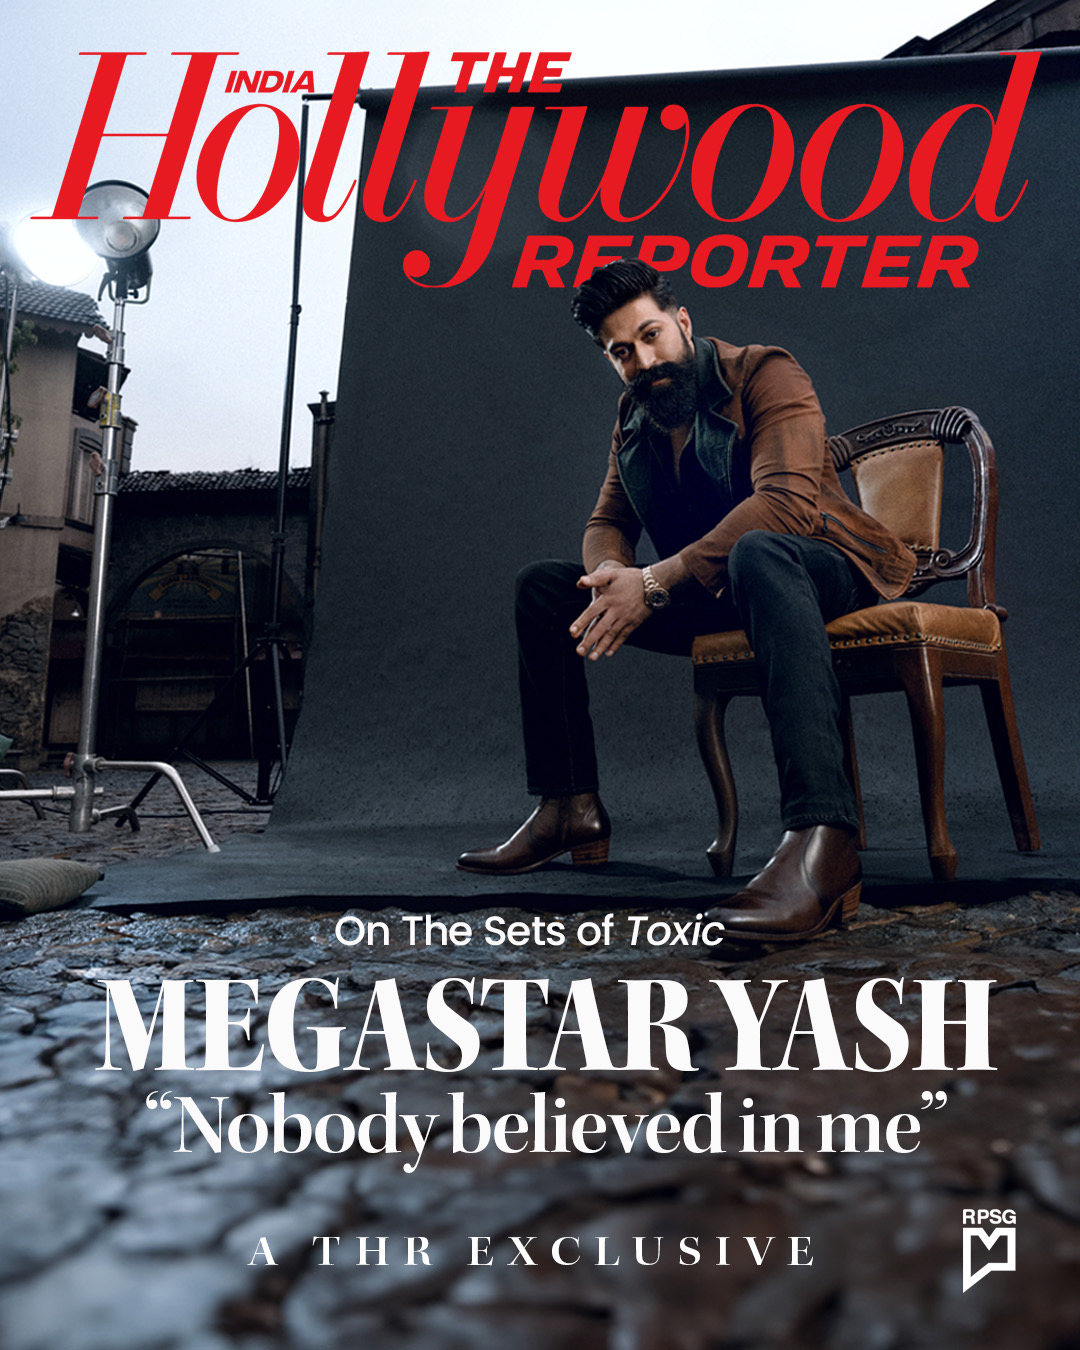 THE
INDIA
Hollywood
REPORTER
On The Sets of Toxic
MEGASTAR YASH
“Nobody believed in me”
A THR EXCLUSIVE
RPSG